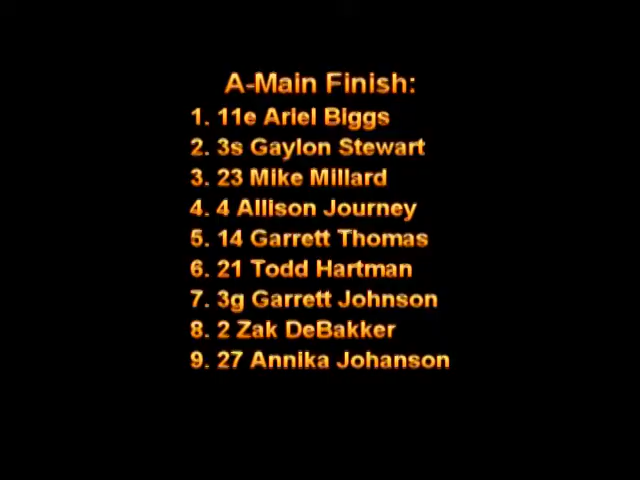 A-Main Finish:
1. 11e Ariel Biggs
2. 3s Gaylon Stewart
3. 23 Mike Millard
4. 4 Allison Journey
5. 14 Garrett Thomas
6. 21 Todd Hartman
7. 3g Garrett Johnson
8. 2 Zak DeBakker
9. 27 Annika Johanson